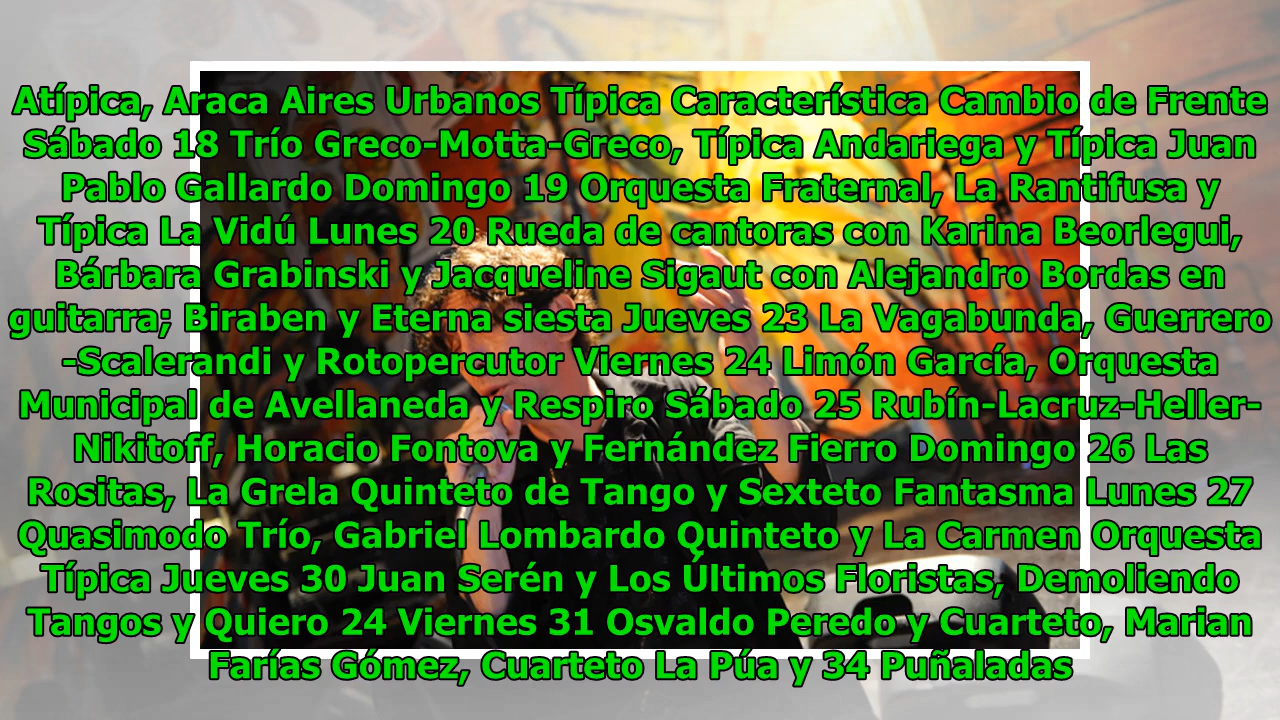 Atípica, Araca Aires Urbanos Típica Característica Cambio de Frente
Sábado 18 Trío Greco-Motta-Greco, Típica Andariega y Típica Juan
Pablo Gallardo Domingo 19 Orquesta Fraternal, La Rantifusa y
Típica La Vidú Lunes 20 Rueda de cantoras con Karina Beorlegui,
Bárbara Grabinski y Jacqueline Sigaut con Alejandro Bordas en
guitarra; Biraben y Eterna siesta Jueves 23 La Vagabunda, Guerrero
-Scalerandi y Rotopercutor Viernes 24 Limón García, Orquesta
Municipal de Avellaneda y Respiro Sábado 25 Rubín-Lacruz-Heller-
Nikitoff, Horacio Fontova y Fernández Fierro Domingo 26 Las
Rositas, La Grela Quinteto de Tango y Sexteto Fantasma Lunes 27
Quasimodo Trío, Gabriel Lombardo Quinteto y La Carmen Orquesta
Típica Jueves 30 Juan Serén y Los Últimos Floristas, Demoliendo
Tangos y Quiero 24 Viernes 31 Osvaldo Peredo y Cuarteto, Marian
Farías Gómez, Cuarteto La Púa y 34 Puñaladas